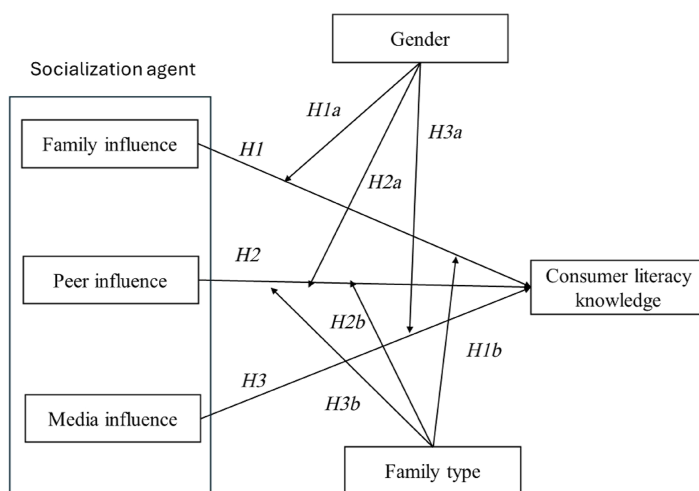 Gender
Socialization agent
H1a
Family influence
H1
H3a
H2a
H2
Peer influence
Consumer literacy
knowledge
H2b
H1b
H3
H3b
Media influence
Family type